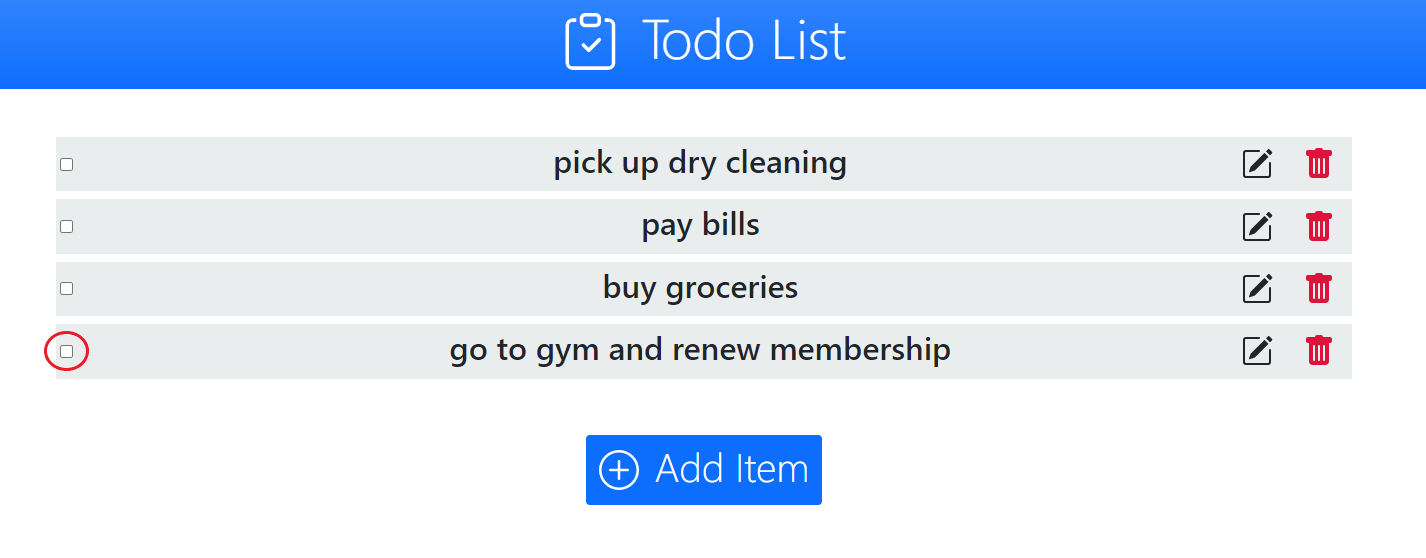 Todo List
pick up dry cleaning
pay bills
buy groceries
go to gym and renew membership
Add Item